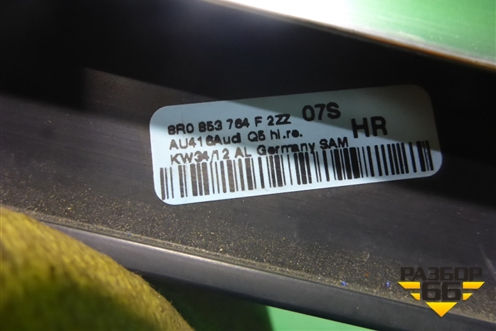 8R0 853 764 F 2ZZ 07S
AU416Audi Q5 hi.re. HR
KW34/12 AL Germany SAM
РАЗБОР
66